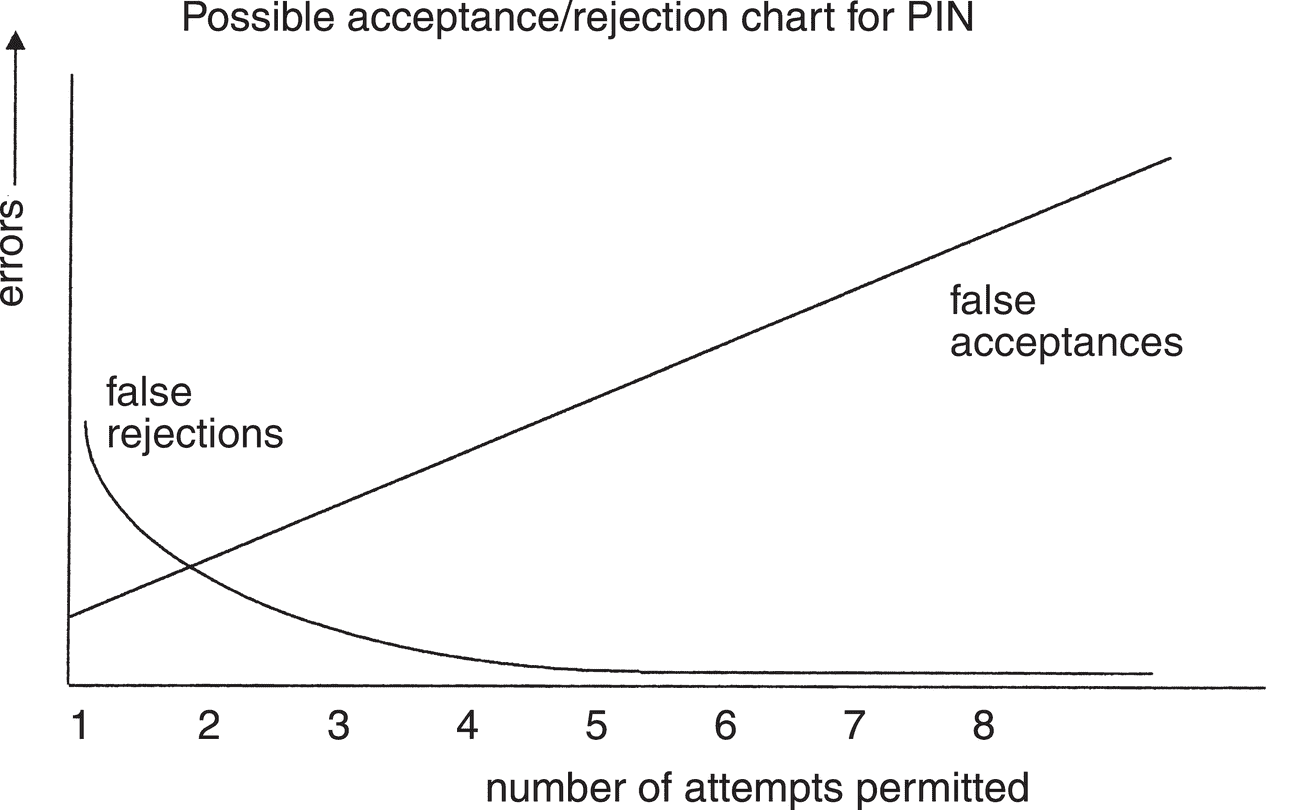 Possible acceptance/rejection chart for PIN
errors
false
rejections
false
acceptances
1 2 3 4 5 6 7 8
number of attempts permitted